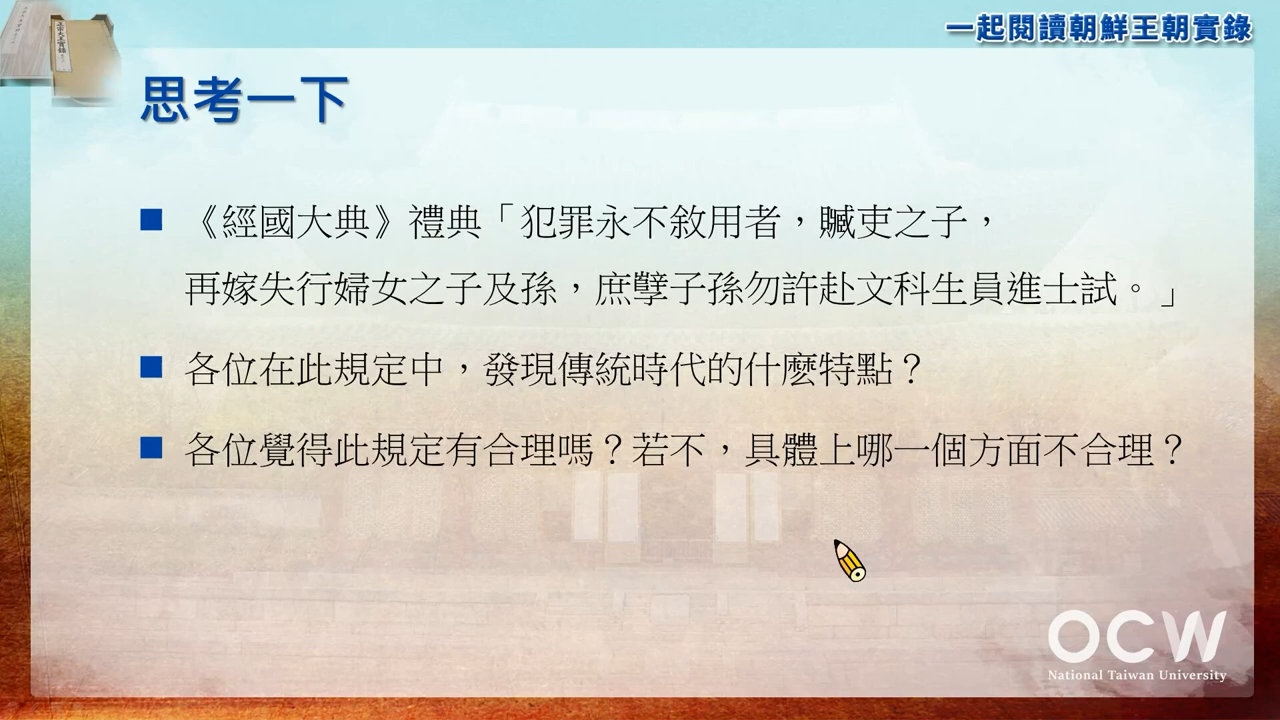 一起閱讀朝鮮王朝實錄
思考一下
《經國大典》禮典「犯罪永不敘用者，贓吏之子，
再嫁失行婦女之子及孫，庶孼子孫勿許赴文科生員進士試。」
各位在此規定中，發現傳統時代的什麼特點？
各位覺得此規定有合理嗎？若不，具體上哪一個方面不合理？
OCW
National Taiwan University